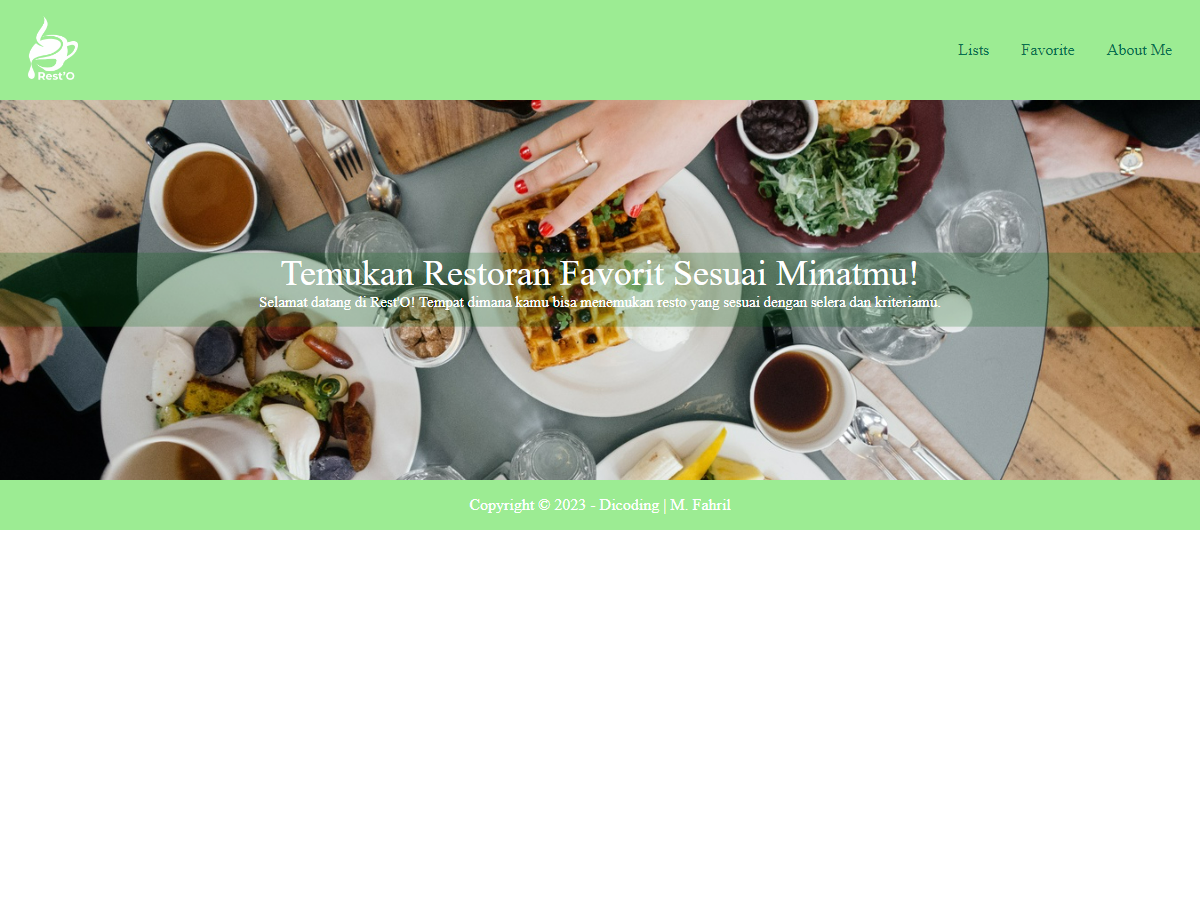 Rest'O
Lists
Favorite
About Me
Temukan Restoran Favorit Sesuai Minatmu!
Selamat datang di Rest'O! Tempat dimana kamu bisa menemukan resto yang sesuai dengan selera dan kriteriamu.
Copyright © 2023 - Dicoding | M. Fahril